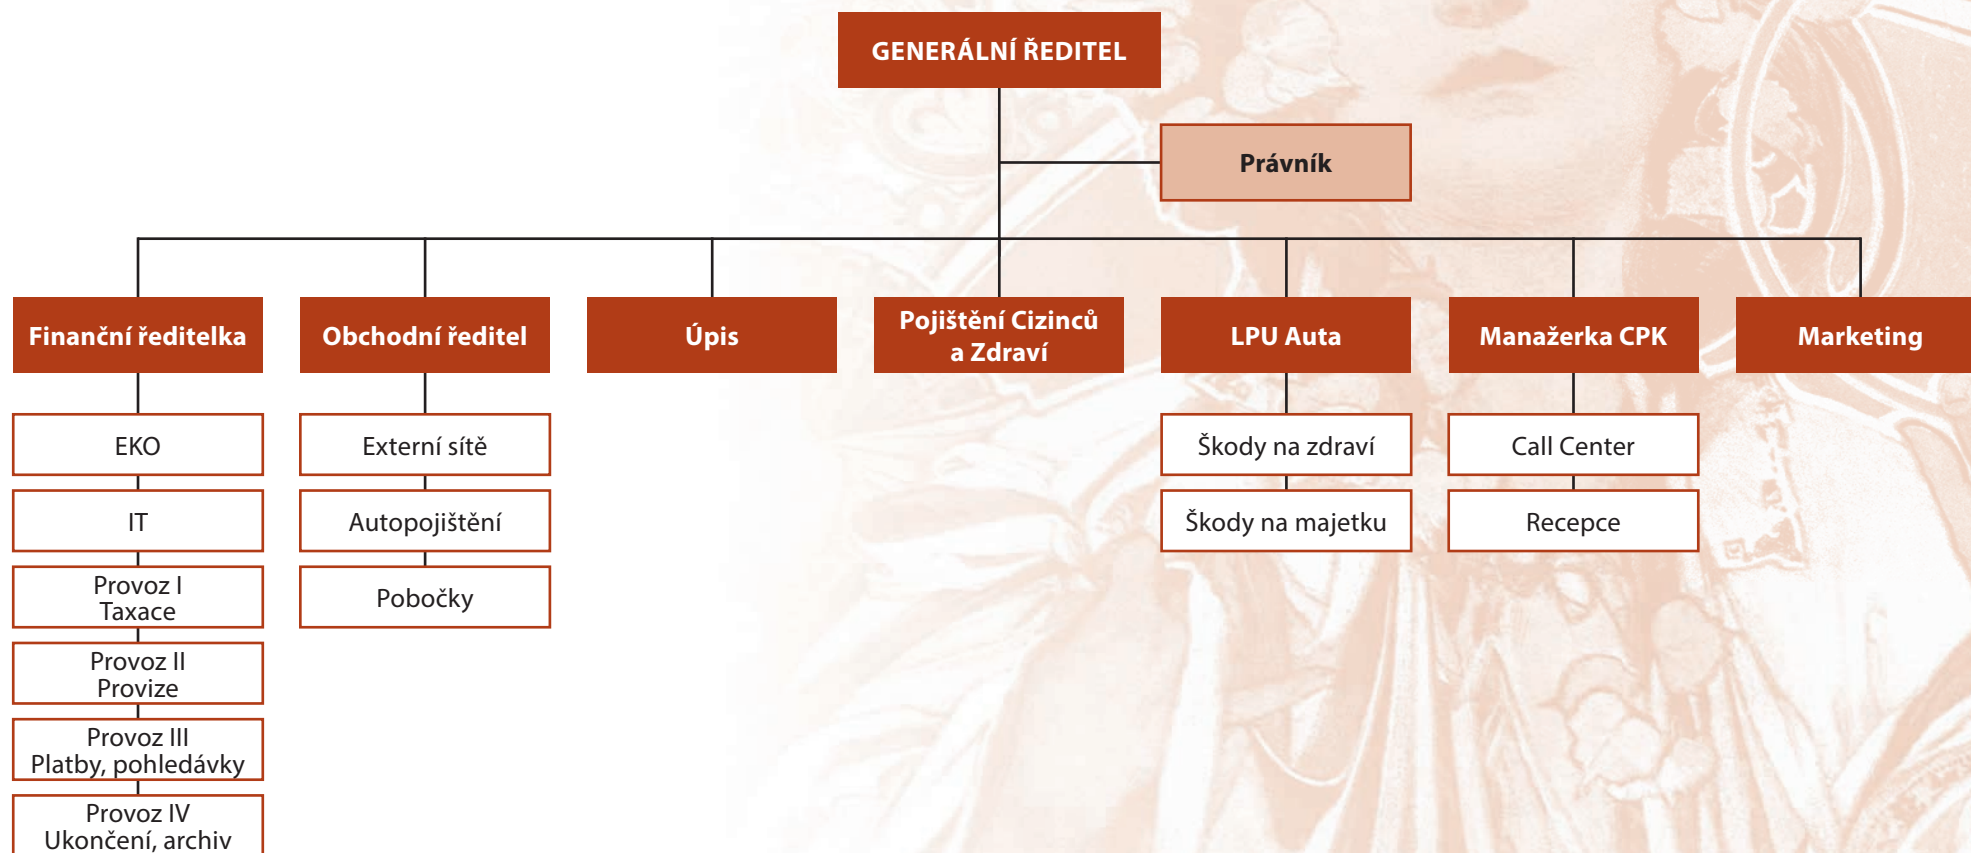 GENERÁLNÍ ŘEDITEL
Právník
Finanční ředitelka
Obchodní ředitel
Úpis
Pojištění Cizinců
a Zdraví
LPU Auta
Manažerka CPK
Marketing
EKO
IT
Provoz I
Taxace
Provoz II
Provize
Provoz III
Platby, pohledávky
Provoz IV
Ukončení, archiv
Externí sítě
Autopojištění
Pobočky
Škody na zdraví
Škody na majetku
Call Center
Recepce